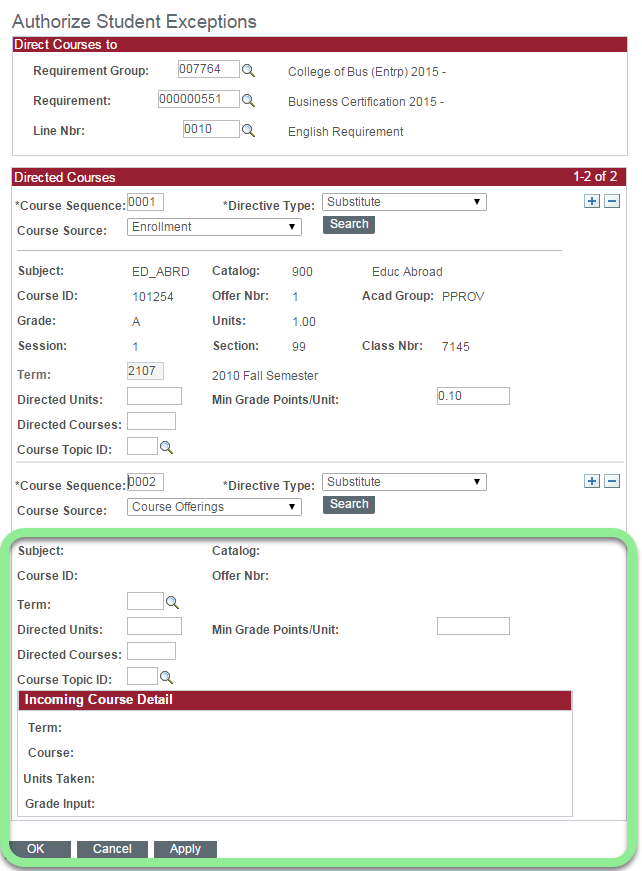 Authorize Student Exceptions
Direct Courses to
Requirement Group: 007764 College of Bus (Entrp) 2015 -
Requirement: 000000551 Business Certification 2015 -
Line Nbr: 0010 English Requirement
Directed Courses 1-2 of 2
*Course Sequence: 0001 *Directive Type: Substitute
Course Source: Enrollment Search
Subject: ED_ABRD Catalog: 900 Educ Abroad
Course ID: 101254 Offer Nbr: 1 Acad Group: PPROV
Grade: A Units: 1.00
Session: 1 Section: 99 Class Nbr: 7145
Term: 2107 2010 Fall Semester
Directed Units: Min Grade Points/Unit: 0.10
Directed Courses:
Course Topic ID:
*Course Sequence: 0002 *Directive Type: Substitute
Course Source: Course Offerings Search
Subject: Catalog:
Course ID: Offer Nbr:
Term:
Directed Units: Min Grade Points/Unit:
Directed Courses:
Course Topic ID:
Incoming Course Detail
Term:
Course:
Units Taken:
Grade Input:
OK Cancel Apply